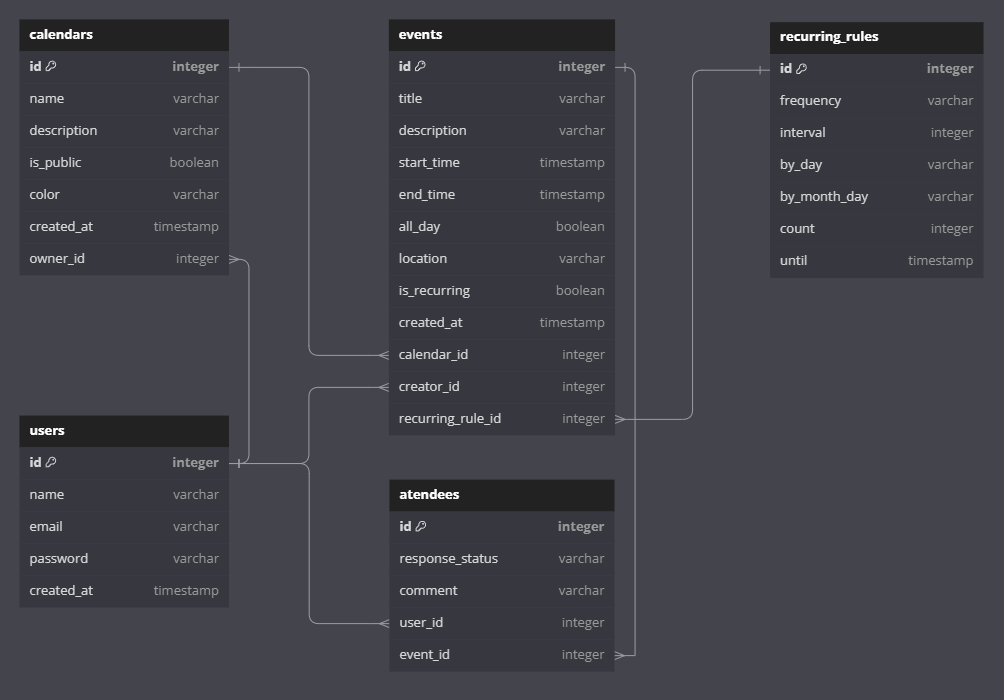 calendars
id integer
name varchar
description varchar
is_public boolean
color varchar
created_at timestamp
owner_id integer
events
id integer
title varchar
description varchar
start_time timestamp
end_time timestamp
all_day boolean
location varchar
is_recurring boolean
created_at timestamp
calendar_id integer
creator_id integer
recurring_rule_id integer
recurring_rules
id integer
frequency varchar
interval integer
by_day varchar
by_month_day varchar
count integer
until timestamp
users
id integer
name varchar
email varchar
password varchar
created_at timestamp
atendees
id integer
response_status varchar
comment varchar
user_id integer
event_id integer